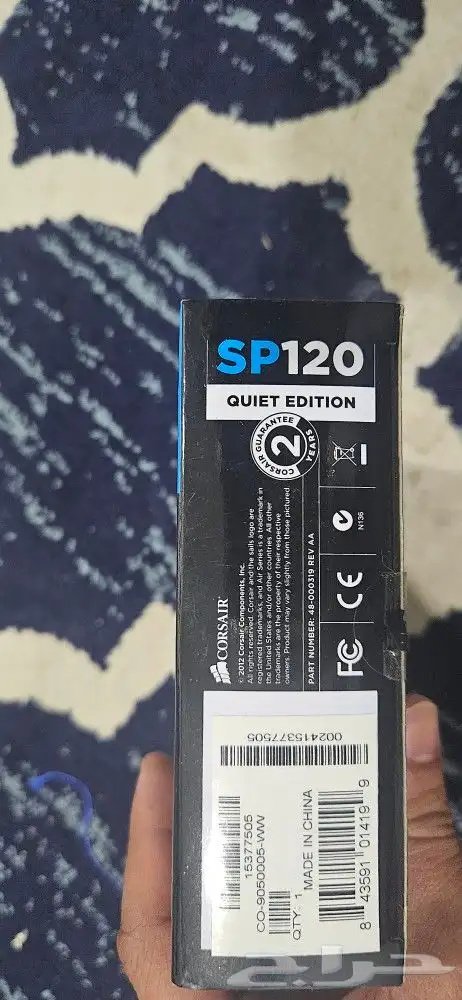 SP120
QUIET EDITION
CORSAIR GUARANTEE
2
YEARS
N136
CORSAIR
© 2012 Corsair Components, Inc.
All rights reserved. Corsair and the sails logo are
registered trademarks, and Air Series is a trademark in
the United States and/or other countries. All other
trademarks are the property of their respective
owners. Product may vary slightly from those pictured.
PART NUMBER: 48-000319 REV AA
CE
FC
002415377505
15377505
CO-9050005-WW
QTY: 1 MADE IN CHINA
8 43591 01419 9
حراج